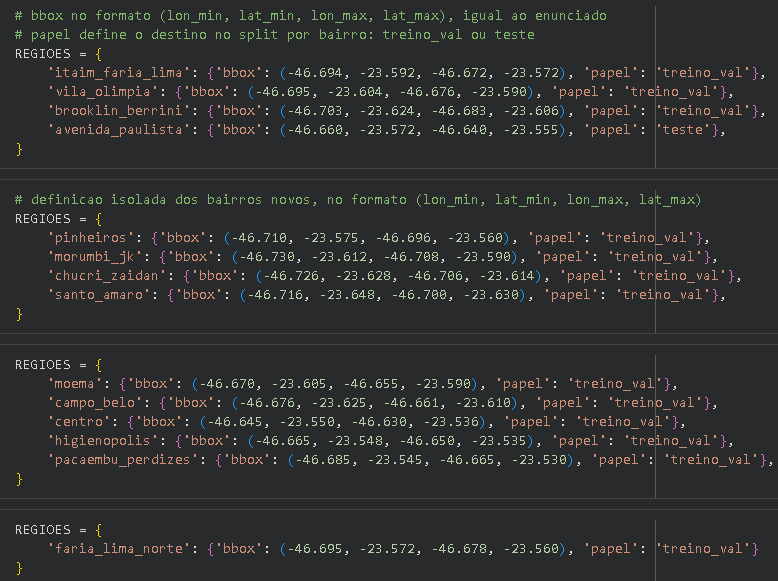 # bbox no formato (lon_min, lat_min, lon_max, lat_max), igual ao enunciado
# papel define o destino no split por bairro: treino_val ou teste
REGIOES = {
    'itaim_faria_lima': {'bbox': (-46.694, -23.592, -46.672, -23.572), 'papel': 'treino_val'},
    'vila_olimpia': {'bbox': (-46.695, -23.604, -46.676, -23.590), 'papel': 'treino_val'},
    'brooklin_berrini': {'bbox': (-46.703, -23.624, -46.683, -23.606), 'papel': 'treino_val'},
    'avenida_paulista': {'bbox': (-46.660, -23.572, -46.640, -23.555), 'papel': 'teste'},
}
# definicao isolada dos bairros novos, no formato (lon_min, lat_min, lon_max, lat_max)
REGIOES = {
    'pinheiros': {'bbox': (-46.710, -23.575, -46.696, -23.560), 'papel': 'treino_val'},
    'morumbi_jk': {'bbox': (-46.730, -23.612, -46.708, -23.590), 'papel': 'treino_val'},
    'chucri_zaidan': {'bbox': (-46.726, -23.628, -46.706, -23.614), 'papel': 'treino_val'},
    'santo_amaro': {'bbox': (-46.716, -23.648, -46.700, -23.630), 'papel': 'treino_val'},
}
REGIOES = {
    'moema': {'bbox': (-46.670, -23.605, -46.655, -23.590), 'papel': 'treino_val'},
    'campo_belo': {'bbox': (-46.676, -23.625, -46.661, -23.610), 'papel': 'treino_val'},
    'centro': {'bbox': (-46.645, -23.550, -46.630, -23.536), 'papel': 'treino_val'},
    'higienopolis': {'bbox': (-46.665, -23.548, -46.650, -23.535), 'papel': 'treino_val'},
    'pacaembu_perdizes': {'bbox': (-46.685, -23.545, -46.665, -23.530), 'papel': 'treino_val'},
}
REGIOES = {
    'faria_lima_norte': {'bbox': (-46.695, -23.572, -46.678, -23.560), 'papel': 'treino_val'}
}